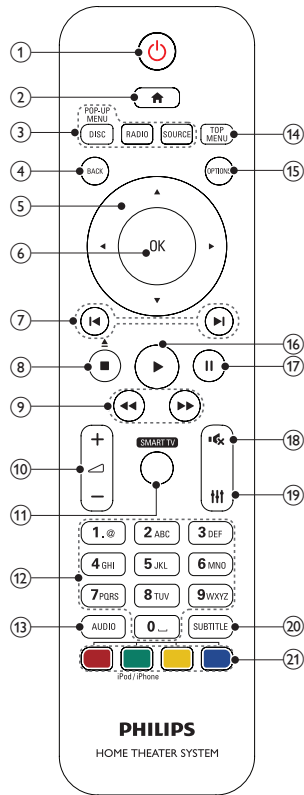 1
2
POP-UP
MENU
3 DISC RADIO SOURCE TOP
MENU 14
4 BACK OPTIONS 15
5
6 OK
7
16
8 17
9
+ SMART TV 18
10
− 19
11
1.@ 2 ABC 3 DEF
12 4 GHI 5 JKL 6 MNO
7 PQRS 8 TUV 9 WXYZ
13 AUDIO 0 SUBTITLE 20
21
iPod / iPhone
PHILIPS
HOME THEATER SYSTEM